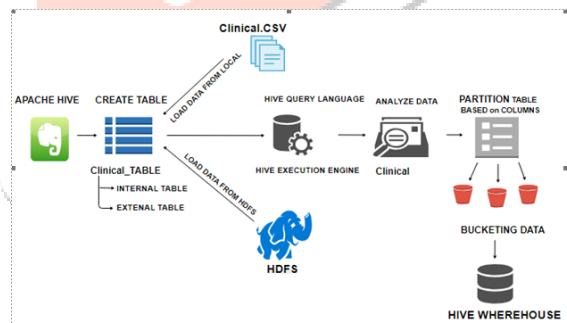 Clinical.CSV
LOAD DATA FROM LOCAL
APACHE HIVE
CREATE TABLE
HIVE QUERY LANGUAGE
ANALYZE DATA
PARTITION TABLE
BASED on COLUMNS
Clinical_TABLE
INTERNAL TABLE
EXTENAL TABLE
LOAD DATA FROM HDFS
HIVE EXECUTION ENGINE
Clinical
HDFS
BUCKETING DATA
HIVE WHEREHOUSE